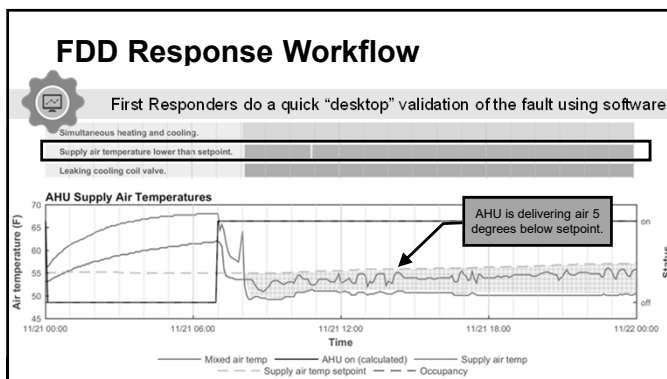 FDD Response Workflow
First Responders do a quick “desktop” validation of the fault using software
Simultaneous heating and cooling.
Supply air temperature lower than setpoint.
Leaking cooling coil valve.
AHU Supply Air Temperatures
AHU is delivering air 5
degrees below setpoint.
Air temperature (F)
70
65
60
55
50
45
on
off
Status
11/21 00:00
11/21 06:00
11/21 12:00
11/21 18:00
11/22 00:00
Time
Mixed air temp
AHU on (calculated)
Supply air temp
Supply air temp setpoint
Occupancy